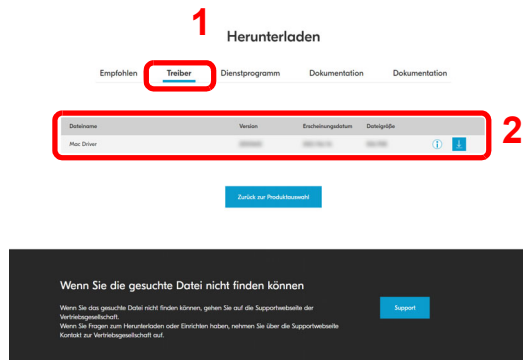 1
Herunterladen
Empfohlen Treiber Dienstprogramm Dokumentation Dokumentation
2
Dateiname Version Erscheinungsdatum Dateigröße
Mac Driver
Zurück zur Produktauswahl
Wenn Sie die gesuchte Datei nicht finden können
Wenn Sie das gesuchte Datei nicht finden können, gehen Sie auf die Supportwebseite der
Vertriebsgesellschaft.
Support
Wenn Sie Fragen zum Herunterladen oder Einrichten haben, nehmen Sie über die Supportwebseite
Kontakt zur Vertriebsgesellschaft auf.